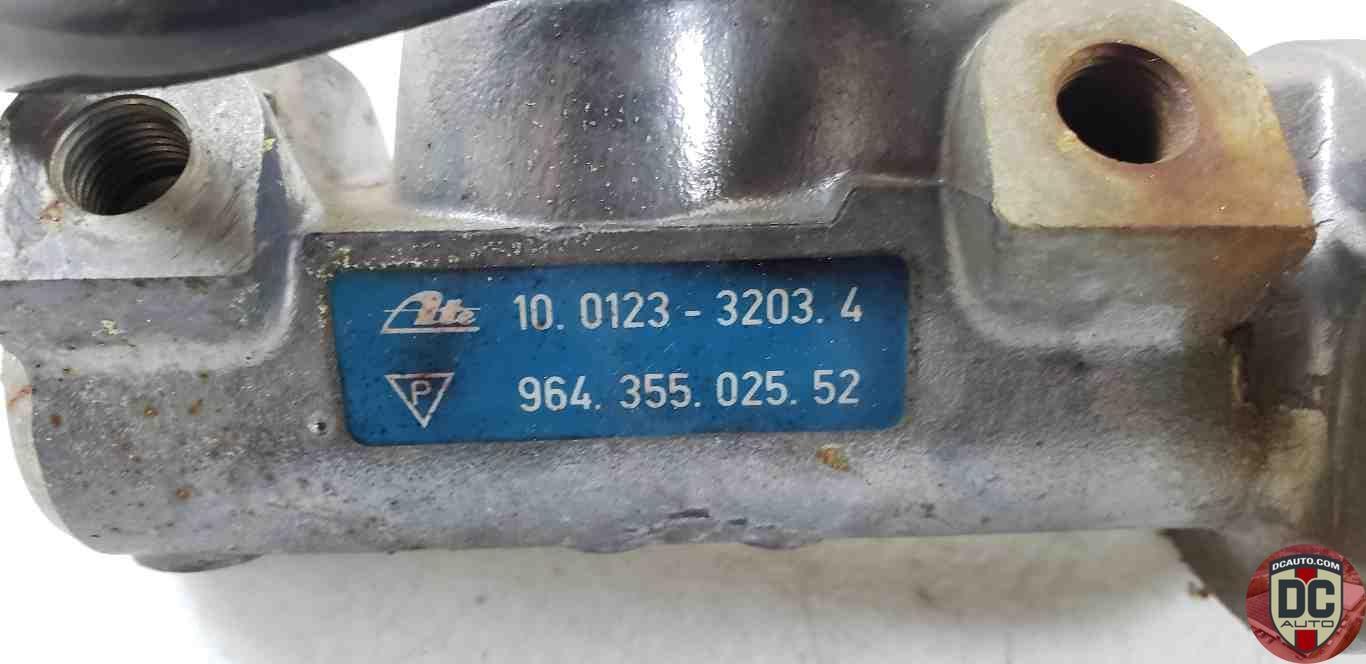 Ate 10. 0123 - 3203. 4
P 964. 355. 025. 52
DCAUTO.COM
DC
AUTO